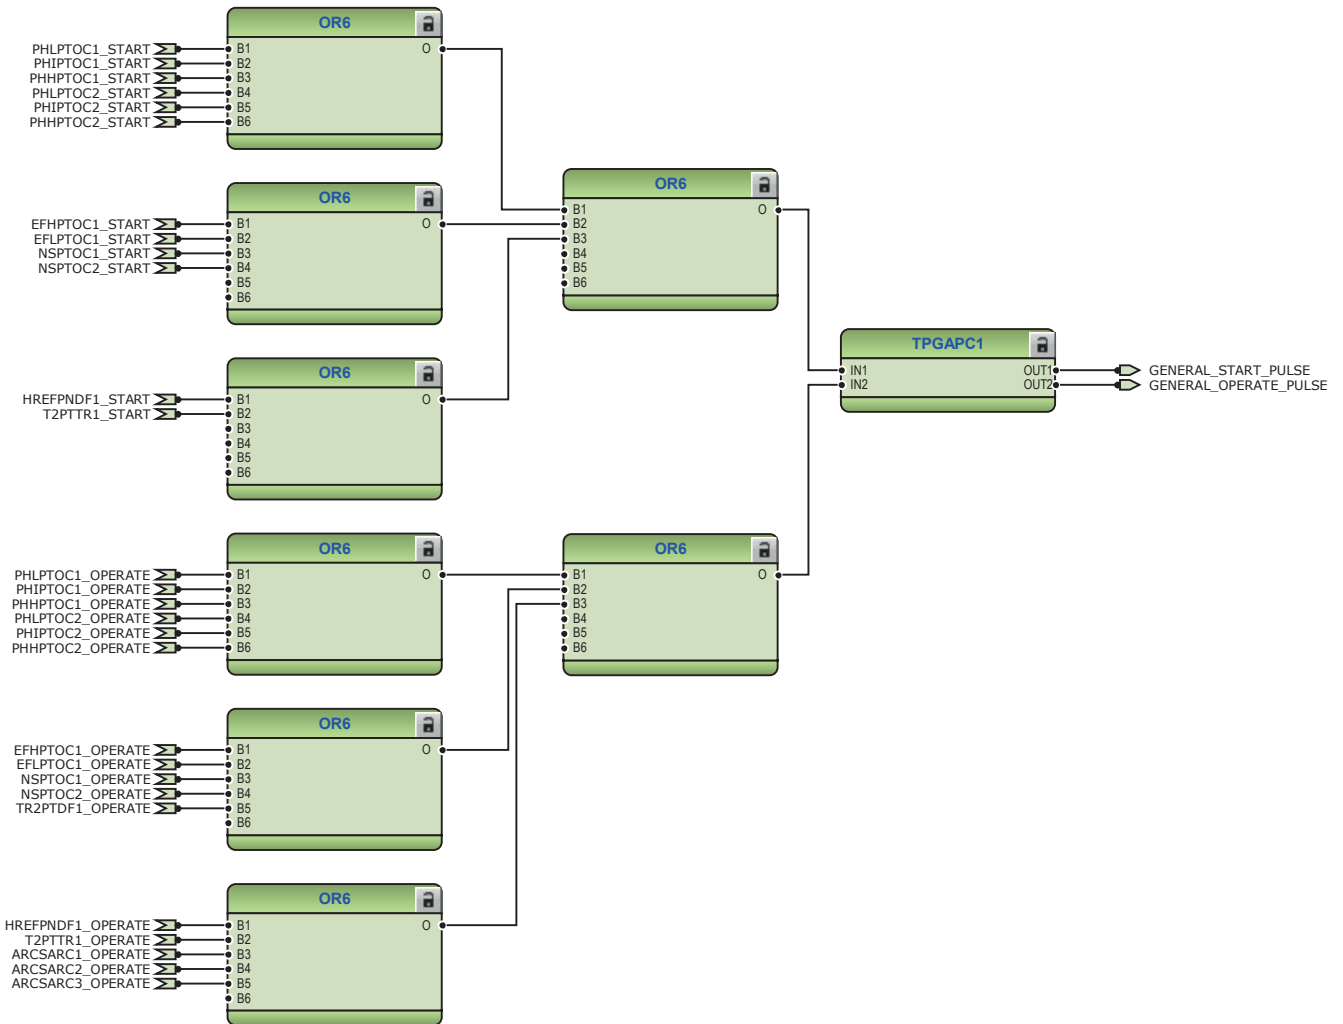 OR6
PHLPTOC1_START B1 O
PHIPTOC1_START B2
PHHPTOC1_START B3
PHLPTOC2_START B4
PHIPTOC2_START B5
PHHPTOC2_START B6
OR6
EFHPTOC1_START B1 O
EFLPTOC1_START B2
NSPTOC1_START B3
NSPTOC2_START B4
B5
B6
OR6
HREFPNDF1_START B1 O
T2PTTR1_START B2
B3
B4
B5
B6
OR6
B1 O
B2
B3
B4
B5
B6
OR6
PHLPTOC1_OPERATE B1 O
PHIPTOC1_OPERATE B2
PHHPTOC1_OPERATE B3
PHLPTOC2_OPERATE B4
PHIPTOC2_OPERATE B5
PHHPTOC2_OPERATE B6
OR6
EFHPTOC1_OPERATE B1 O
EFLPTOC1_OPERATE B2
NSPTOC1_OPERATE B3
NSPTOC2_OPERATE B4
TR2PTDF1_OPERATE B5
B6
OR6
HREFPNDF1_OPERATE B1 O
T2PTTR1_OPERATE B2
ARCSARC1_OPERATE B3
ARCSARC2_OPERATE B4
ARCSARC3_OPERATE B5
B6
OR6
B1 O
B2
B3
B4
B5
B6
TPGAPC1
IN1 OUT1 GENERAL_START_PULSE
IN2 OUT2 GENERAL_OPERATE_PULSE